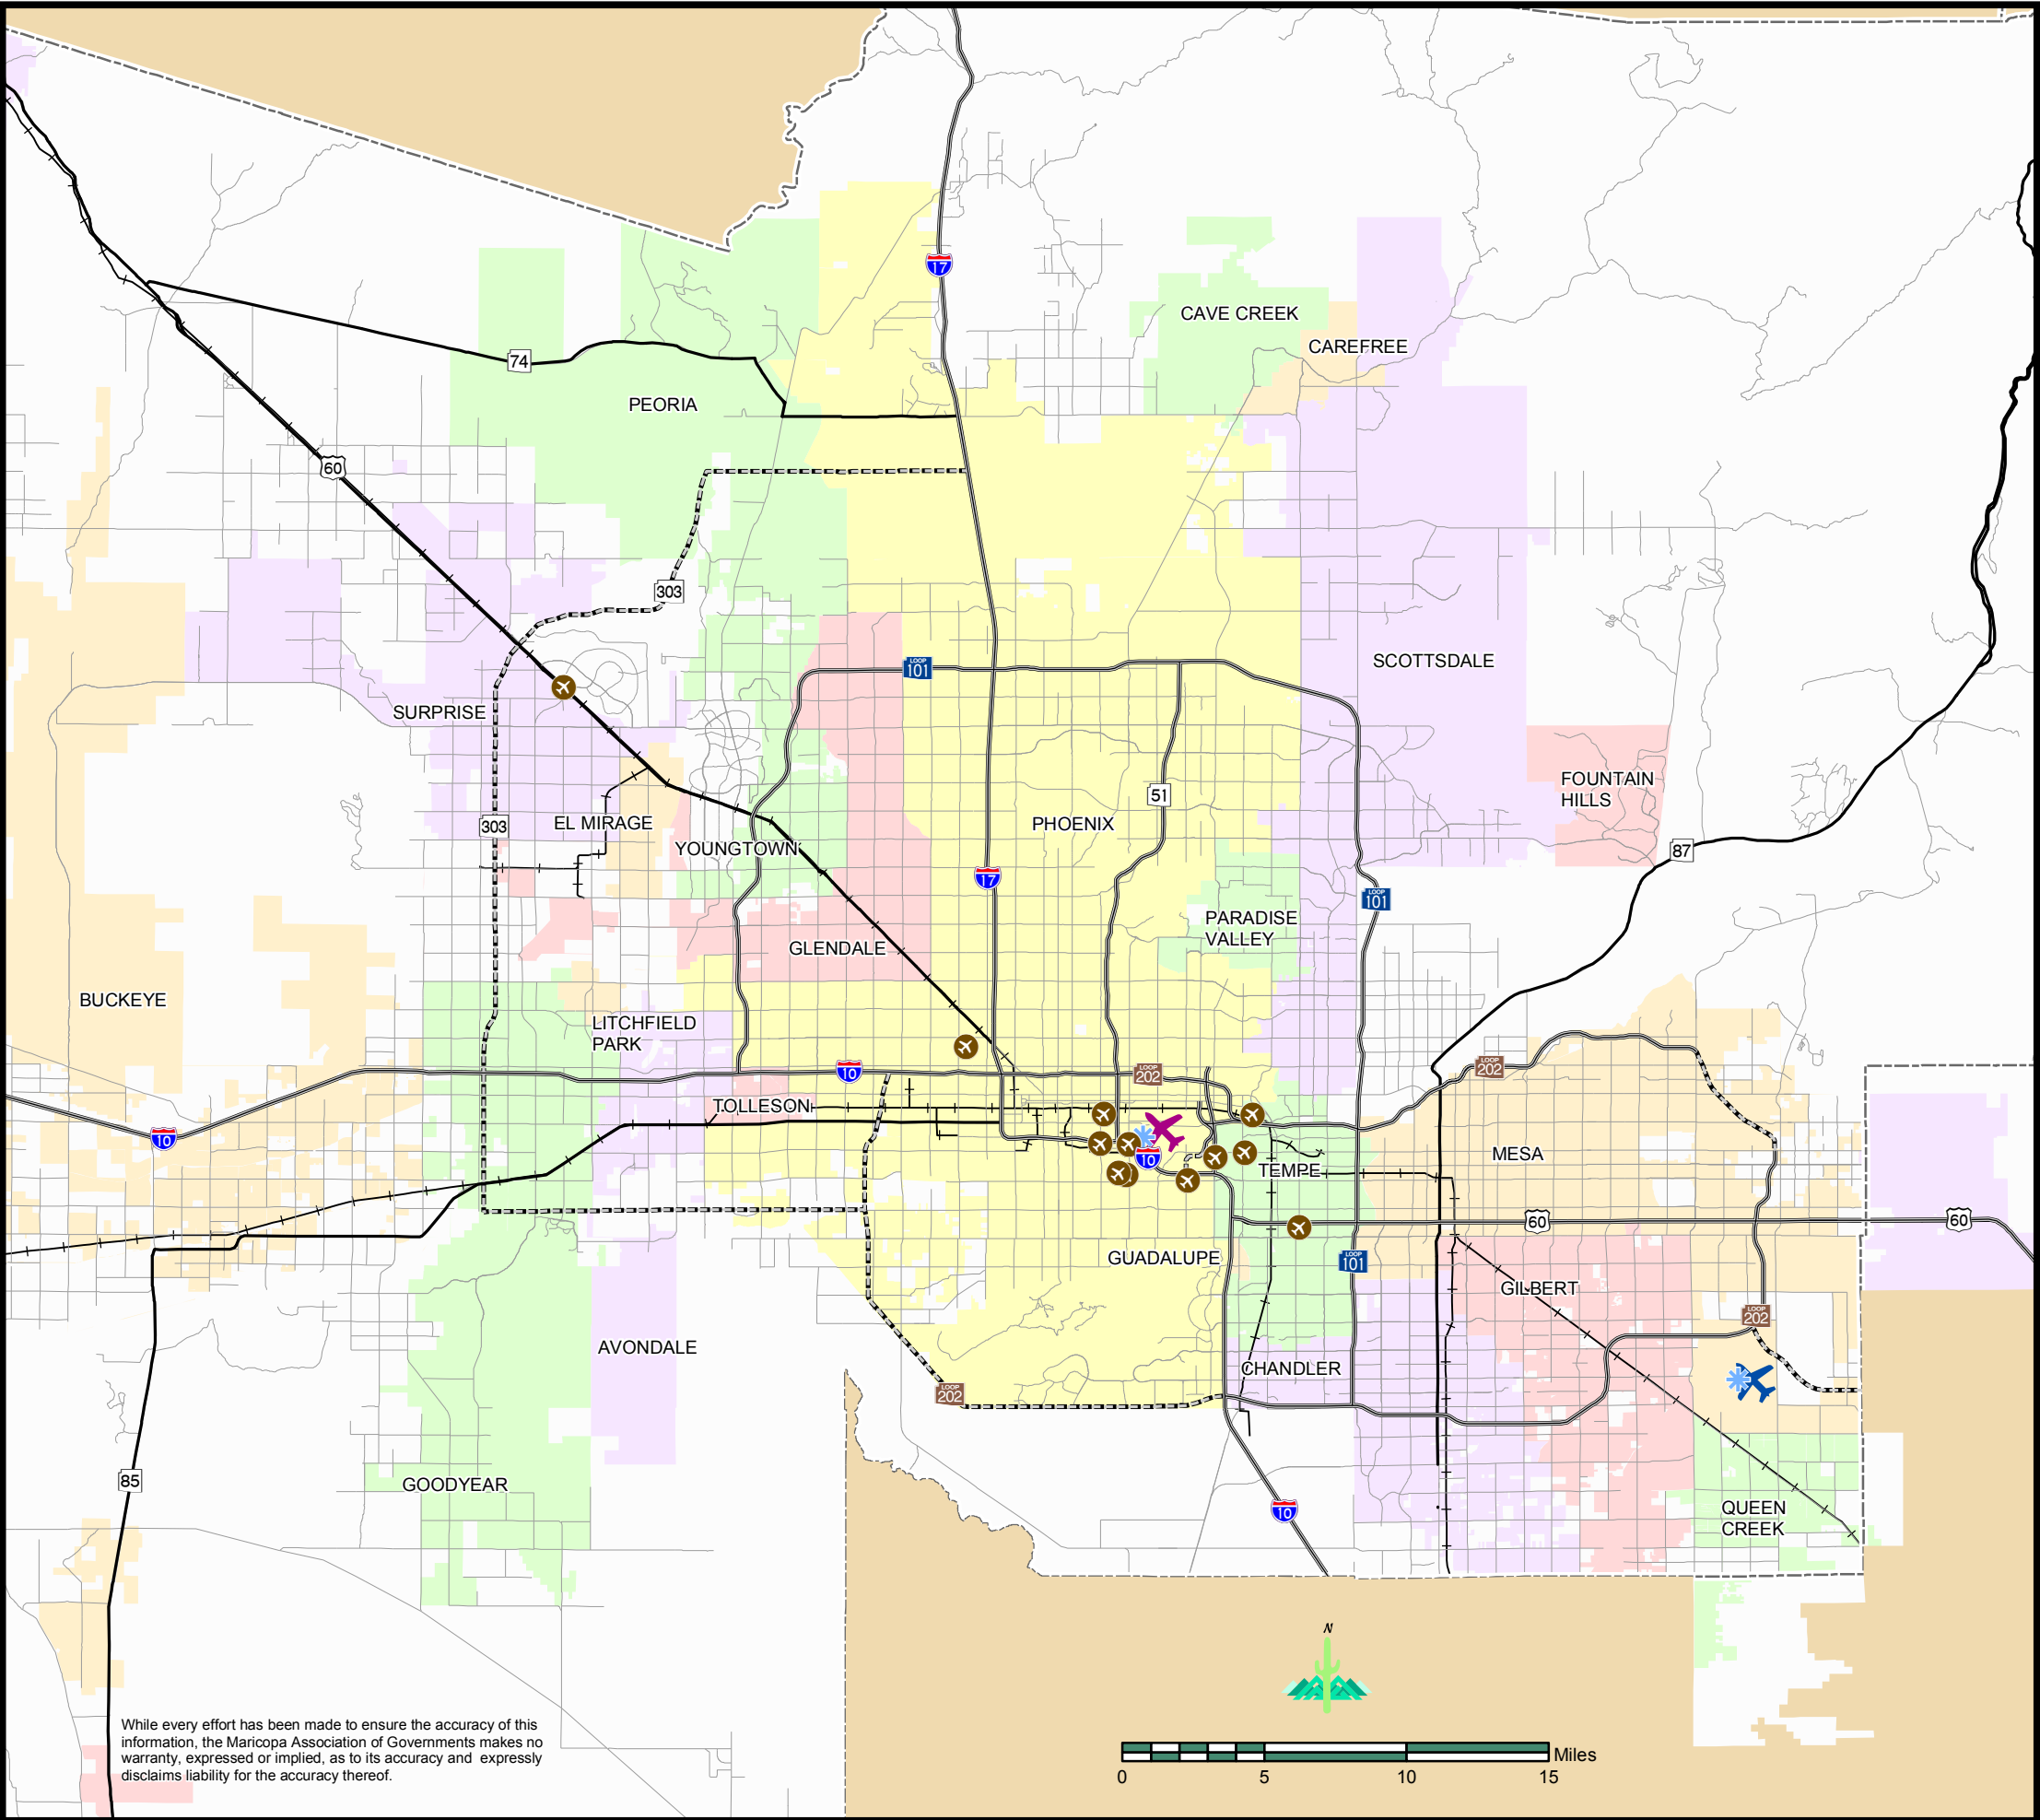 17
CAVE CREEK
CAREFREE
74
PEORIA
60
303
LOOP
101
SCOTTSDALE
SURPRISE
FOUNTAIN
HILLS
51
303
EL MIRAGE
PHOENIX
YOUNGTOWN
87
17
LOOP
101
PARADISE
VALLEY
GLENDALE
BUCKEYE
LITCHFIELD
PARK
10
LOOP
202
LOOP
202
TOLLESON
10
10
MESA
TEMPE
60
60
GUADALUPE
LOOP
101
GILBERT
LOOP
202
AVONDALE
CHANDLER
LOOP
202
85
GOODYEAR
10
QUEEN
CREEK
N
While every effort has been made to ensure the accuracy of this
information, the Maricopa Association of Governments makes no
warranty, expressed or implied, as to its accuracy and expressly
disclaims liability for the accuracy thereof.
Miles
0 5 10 15